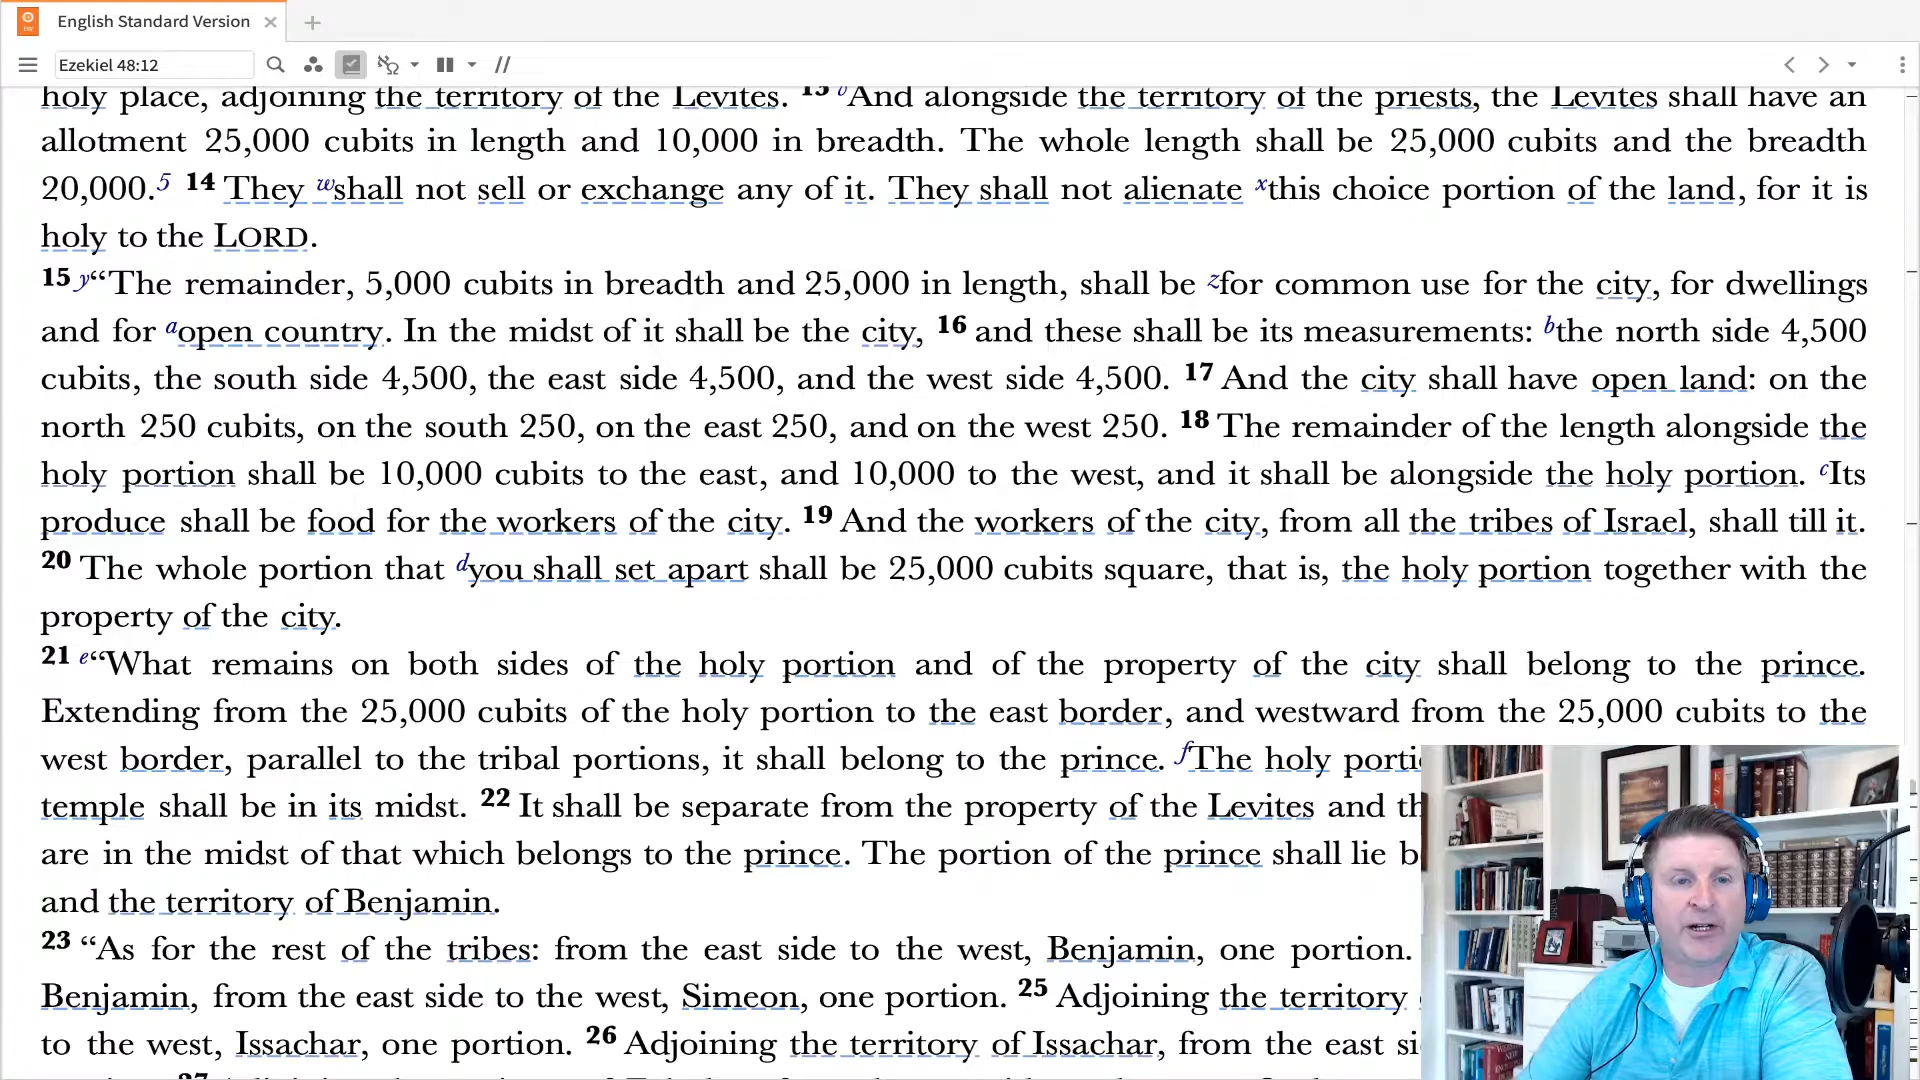 English Standard Version
Ezekiel 48:12
holy place, adjoining the territory of the Levites. 13 vAnd alongside the territory of the priests, the Levites shall have an
allotment 25,000 cubits in length and 10,000 in breadth. The whole length shall be 25,000 cubits and the breadth
20,000.5 14 They wshall not sell or exchange any of it. They shall not alienate xthis choice portion of the land, for it is
holy to the LORD.
15 y“The remainder, 5,000 cubits in breadth and 25,000 in length, shall be zfor common use for the city, for dwellings
and for aopen country. In the midst of it shall be the city, 16 and these shall be its measurements: bthe north side 4,500
cubits, the south side 4,500, the east side 4,500, and the west side 4,500. 17 And the city shall have open land: on the
north 250 cubits, on the south 250, on the east 250, and on the west 250. 18 The remainder of the length alongside the
holy portion shall be 10,000 cubits to the east, and 10,000 to the west, and it shall be alongside the holy portion. cIts
produce shall be food for the workers of the city. 19 And the workers of the city, from all the tribes of Israel, shall till it.
20 The whole portion that dyou shall set apart shall be 25,000 cubits square, that is, the holy portion together with the
property of the city.
21 e“What remains on both sides of the holy portion and of the property of the city shall belong to the prince.
Extending from the 25,000 cubits of the holy portion to the east border, and westward from the 25,000 cubits to the
west border, parallel to the tribal portions, it shall belong to the prince. fThe holy porti
temple shall be in its midst. 22 It shall be separate from the property of the Levites and th
are in the midst of that which belongs to the prince. The portion of the prince shall lie b
and the territory of Benjamin.
23 “As for the rest of the tribes: from the east side to the west, Benjamin, one portion.
Benjamin, from the east side to the west, Simeon, one portion. 25 Adjoining the territory
to the west, Issachar, one portion. 26 Adjoining the territory of Issachar, from the east si
27